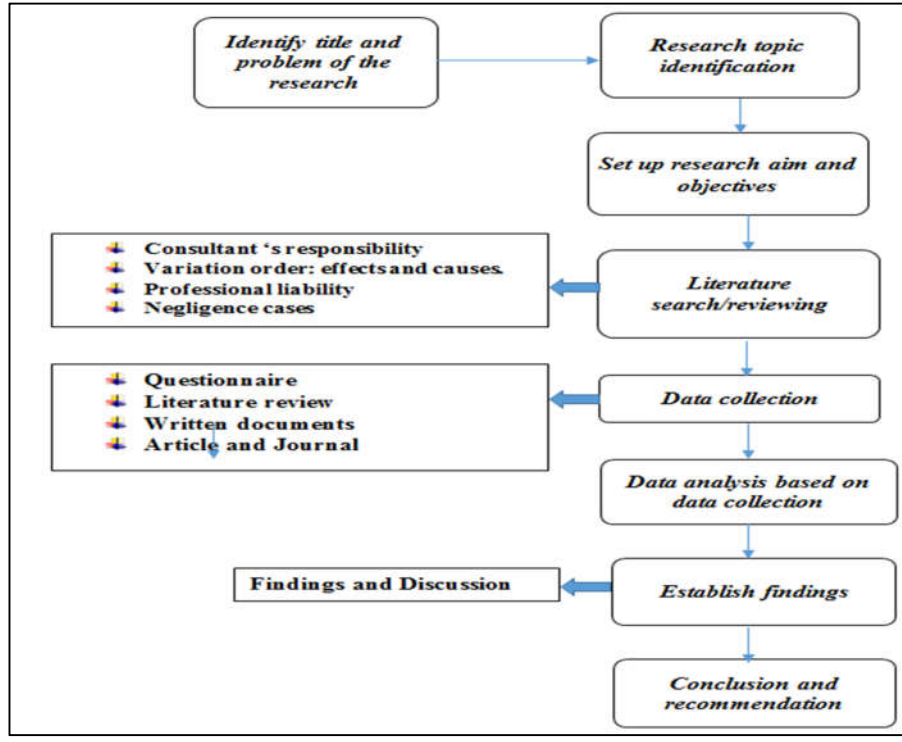 Identify title and
problem of the
research
Research topic
identification
Set up research aim and
objectives
Consultant ‘s responsibility
Variation order: effects and causes.
Professional liability
Negligence cases
Literature
search/reviewing
Questionnaire
Literature review
Written documents
Article and Journal
Data collection
Data analysis based on
data collection
Findings and Discussion
Establish findings
Conclusion and
recommendation